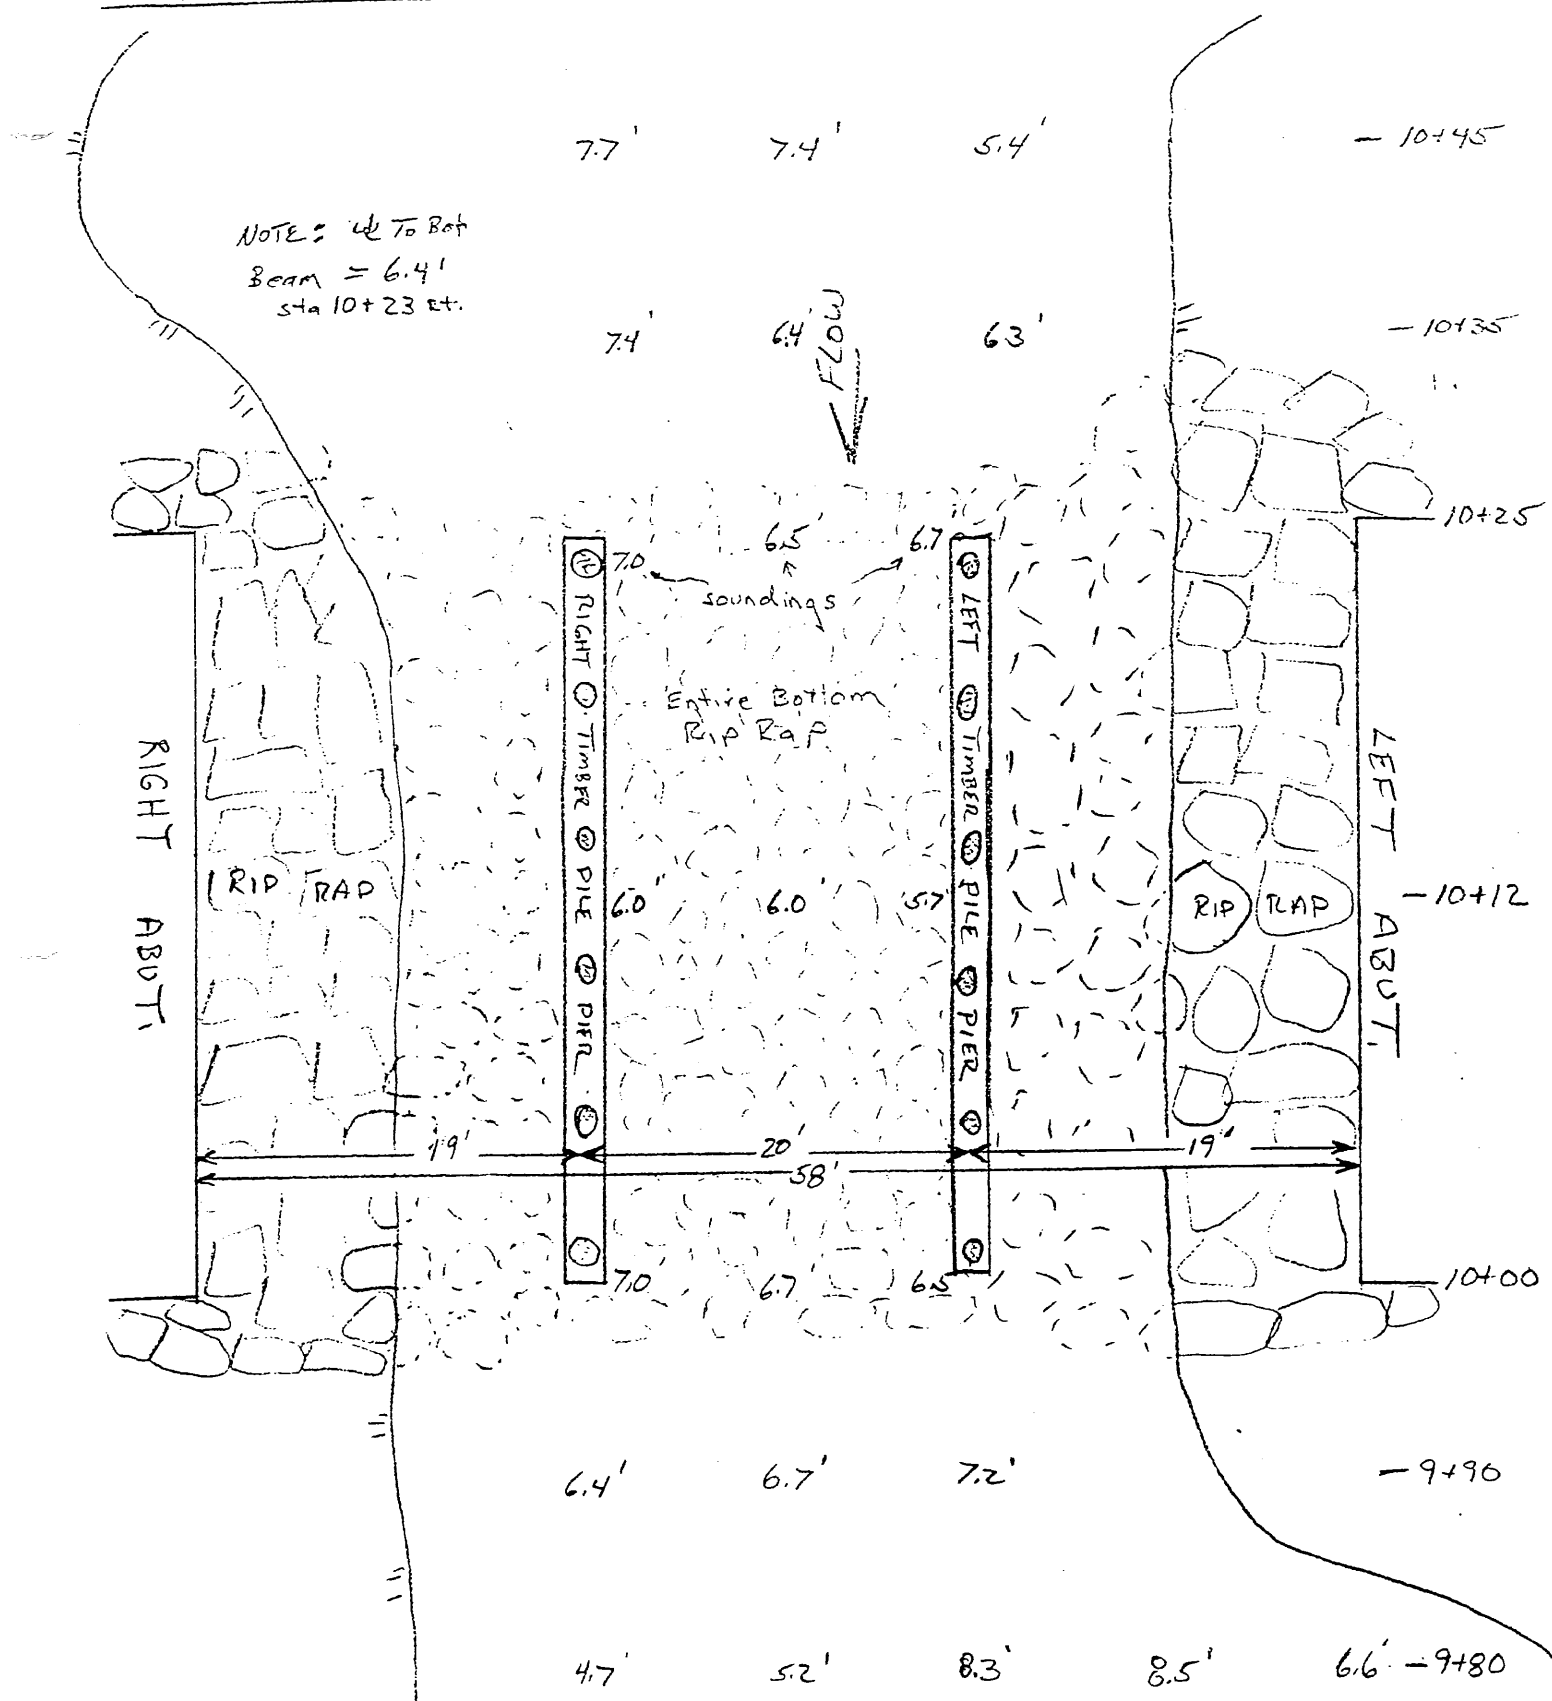 7.7' 7.4' 5.4' - 10+45
NOTE: To Bot
Beam = 6.4'
sta 10+23 Rt.
7.4' 6.4' 6.3' - 10+35
FLOW
10+25
7.0 6.5' 6.7
soundings
Entire Bottom
Rip Rap
RIGHT TIMBER PILE PIER
LEFT TIMBER PILE PIER
RIGHT ABUT.
LEFT ABUT.
RIP RAP 6.0' 6.0' 5.7' RIP RAP - 10+12
19' 20' 19'
58'
7.0 6.7 6.5 10+00
6.4' 6.7' 7.2' - 9+90
4.7' 5.2' 8.3' 8.5' 6.6' - 9+80